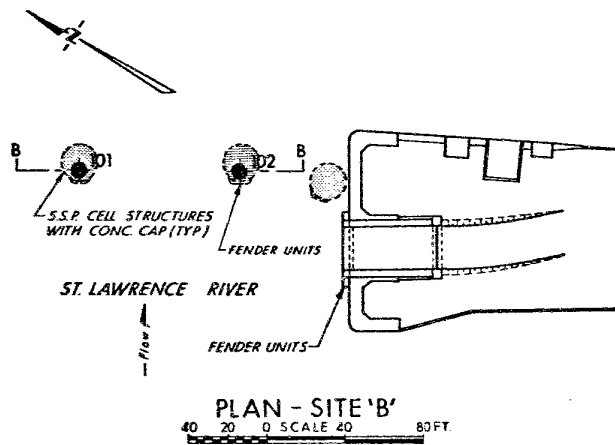 Z
B
B
D1
D2
S.S.P. CELL STRUCTURES
WITH CONC. CAP (TYP)
FENDER UNITS
ST. LAWRENCE RIVER
Flow
FENDER UNITS
PLAN - SITE 'B'
40 20 0 SCALE 40 80 FT.